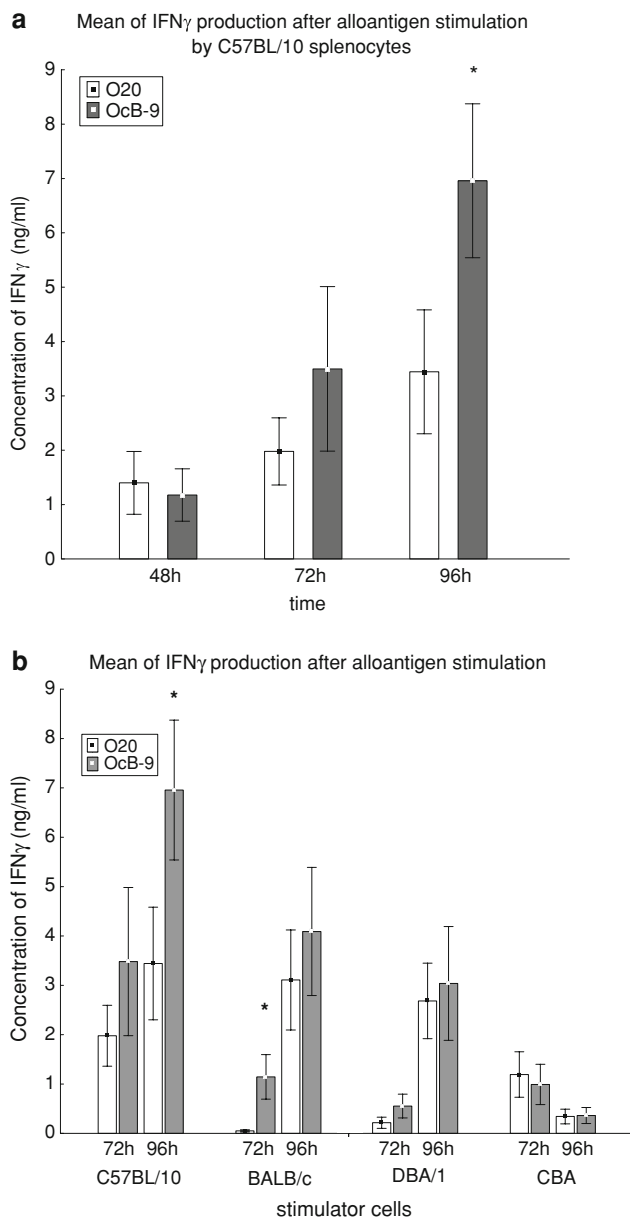 a
Mean of IFNγ production after alloantigen stimulation
by C57BL/10 splenocytes
9
8
7
6
5
4
3
2
1
0
Concentration of IFNγ (ng/ml)
O20
OcB-9
*
48h 72h 96h
time
b
Mean of IFNγ production after alloantigen stimulation
9
8
7
6
5
4
3
2
1
0
Concentration of IFNγ (ng/ml)
O20
OcB-9
*
*
72h 96h 72h 96h 72h 96h 72h 96h
C57BL/10 BALB/c DBA/1 CBA
stimulator cells